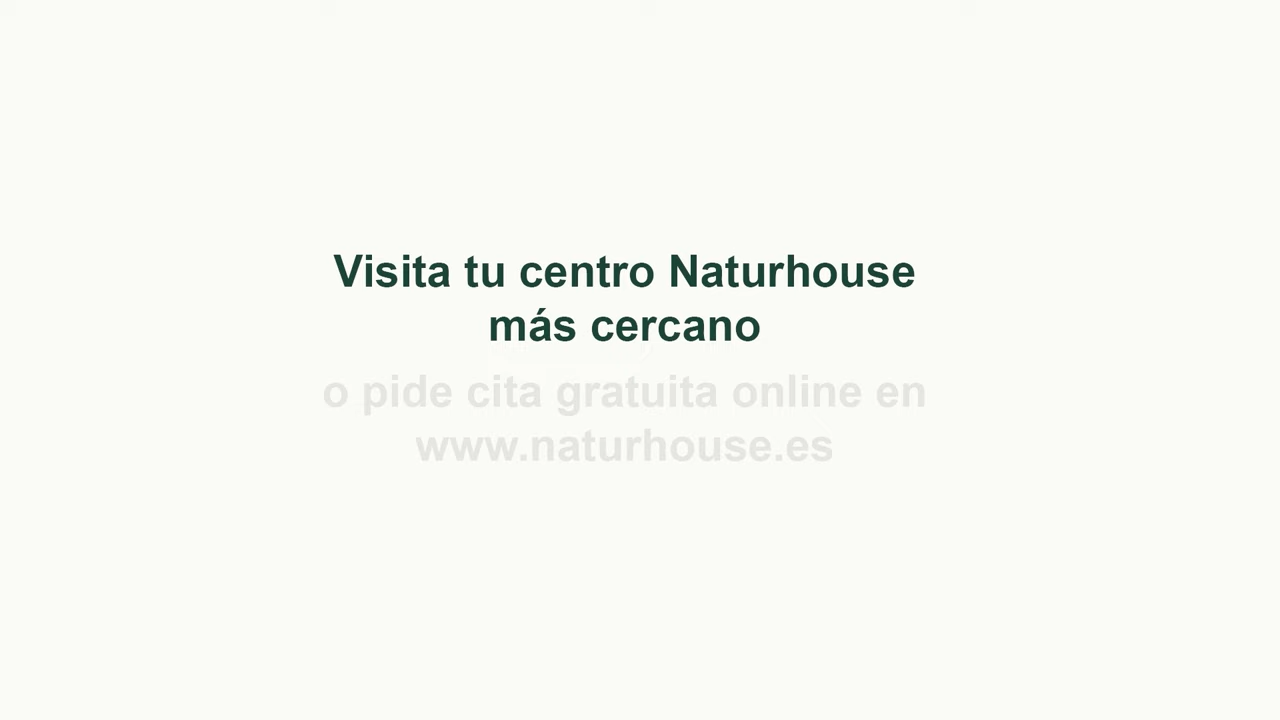 Visita tu centro Naturhouse
más cercano
o pide cita gratuita online en
www.naturhouse.es